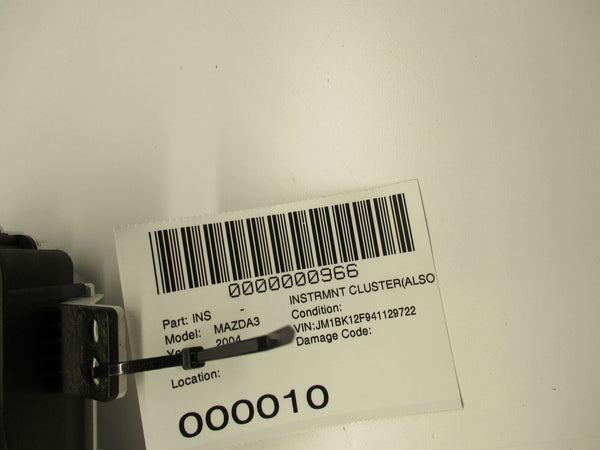 0000000966
Part: INS - INSTRMNT CLUSTER(ALSO
Model: MAZDA3 Condition:
2004 VIN:JM1BK12F941129722
Damage Code:
Location:
000010